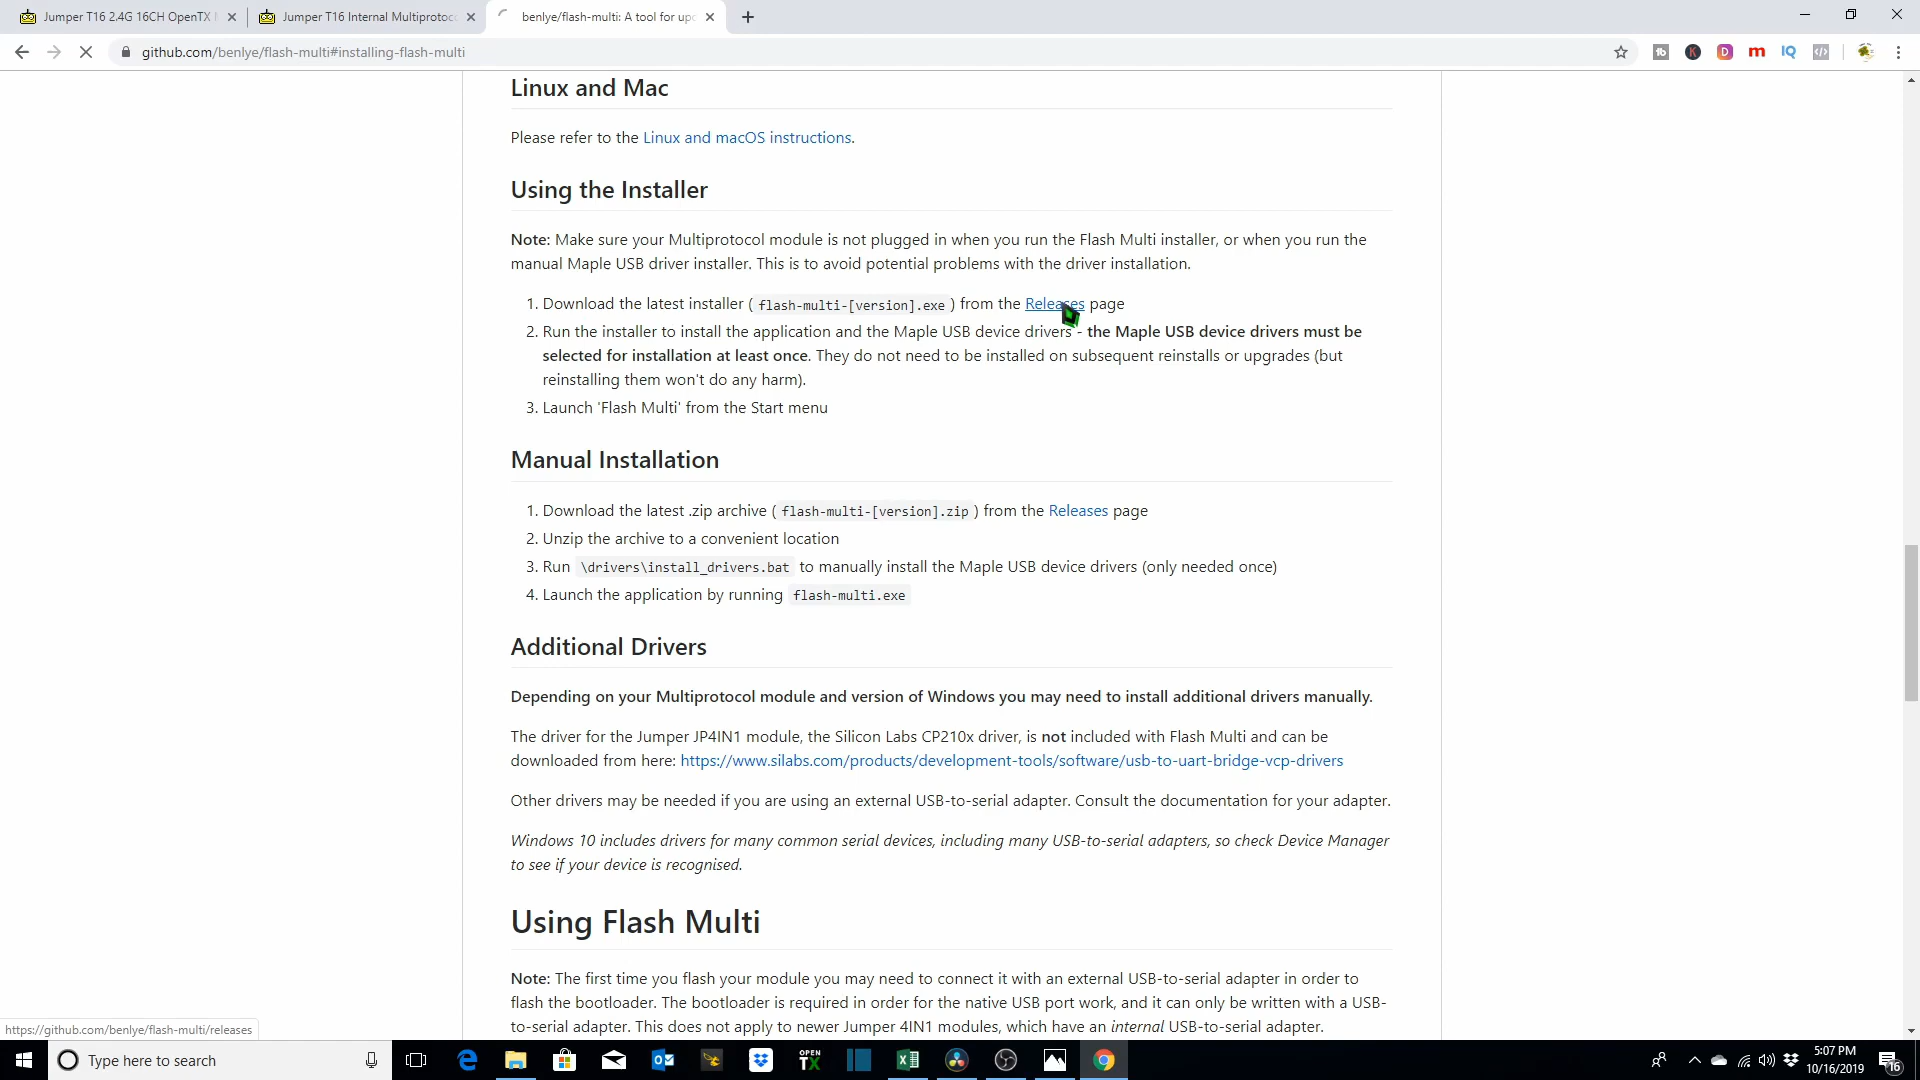 Jumper T16 2.4G 16CH OpenTX
Jumper T16 Internal Multiprotoc
benlye/flash-multi: A tool for up
github.com/benlye/flash-multi#installing-flash-multi
Linux and Mac
Please refer to the Linux and macOS instructions.
Using the Installer
Note: Make sure your Multiprotocol module is not plugged in when you run the Flash Multi installer, or when you run the
manual Maple USB driver installer. This is to avoid potential problems with the driver installation.
1. Download the latest installer ( flash-multi-[version].exe ) from the Releases page
2. Run the installer to install the application and the Maple USB device drivers - the Maple USB device drivers must be
selected for installation at least once. They do not need to be installed on subsequent reinstalls or upgrades (but
reinstalling them won't do any harm).
3. Launch 'Flash Multi' from the Start menu
Manual Installation
1. Download the latest .zip archive ( flash-multi-[version].zip ) from the Releases page
2. Unzip the archive to a convenient location
3. Run \drivers\install_drivers.bat to manually install the Maple USB device drivers (only needed once)
4. Launch the application by running flash-multi.exe
Additional Drivers
Depending on your Multiprotocol module and version of Windows you may need to install additional drivers manually.
The driver for the Jumper JP4IN1 module, the Silicon Labs CP210x driver, is not included with Flash Multi and can be
downloaded from here: https://www.silabs.com/products/development-tools/software/usb-to-uart-bridge-vcp-drivers
Other drivers may be needed if you are using an external USB-to-serial adapter. Consult the documentation for your adapter.
Windows 10 includes drivers for many common serial devices, including many USB-to-serial adapters, so check Device Manager
to see if your device is recognised.
Using Flash Multi
Note: The first time you flash your module you may need to connect it with an external USB-to-serial adapter in order to
flash the bootloader. The bootloader is required in order for the native USB port work, and it can only be written with a USB-
to-serial adapter. This does not apply to newer Jumper 4IN1 modules, which have an internal USB-to-serial adapter.
https://github.com/benlye/flash-multi/releases
Type here to search
OPEN
TX
5:07 PM
10/16/2019
16